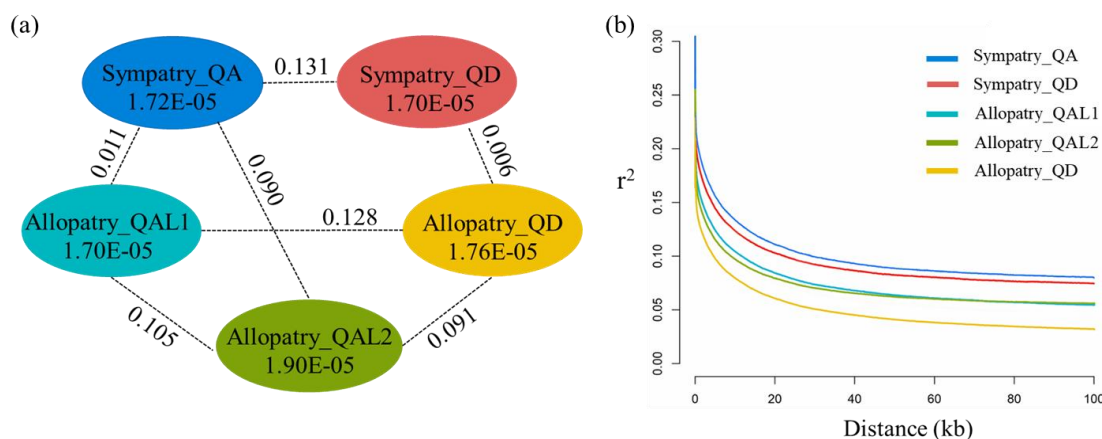 (a)
Sympatry_QA
1.72E-05
0.131
Sympatry_QD
1.70E-05
0.011
0.090
0.006
Allopatry_QAL1
1.70E-05
0.128
Allopatry_QD
1.76E-05
0.105
Allopatry_QAL2
1.90E-05
0.091
(b)
r2
0.30
0.25
0.20
0.15
0.10
0.05
0.00
Sympatry_QA
Sympatry_QD
Allopatry_QAL1
Allopatry_QAL2
Allopatry_QD
0 20 40 60 80 100
Distance (kb)